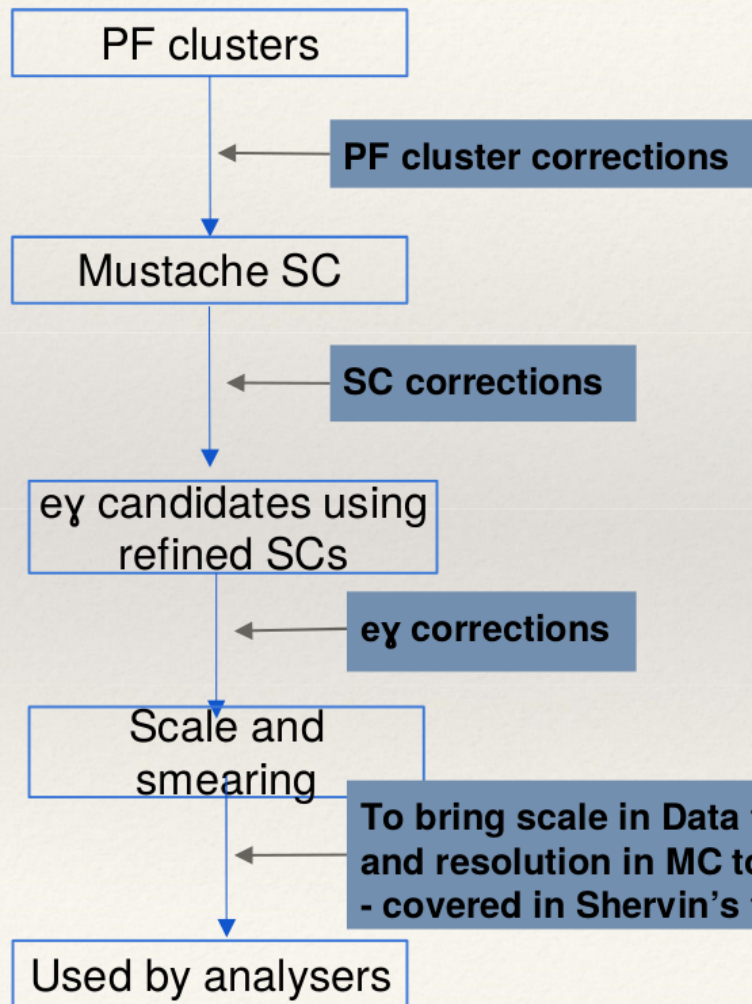 PF clusters
PF cluster corrections
Mustache SC
SC corrections
eɣ candidates using
refined SCs
eɣ corrections
Scale and
smearing
To bring scale in Data
and resolution in MC
- covered in Shervin's
Used by analysers